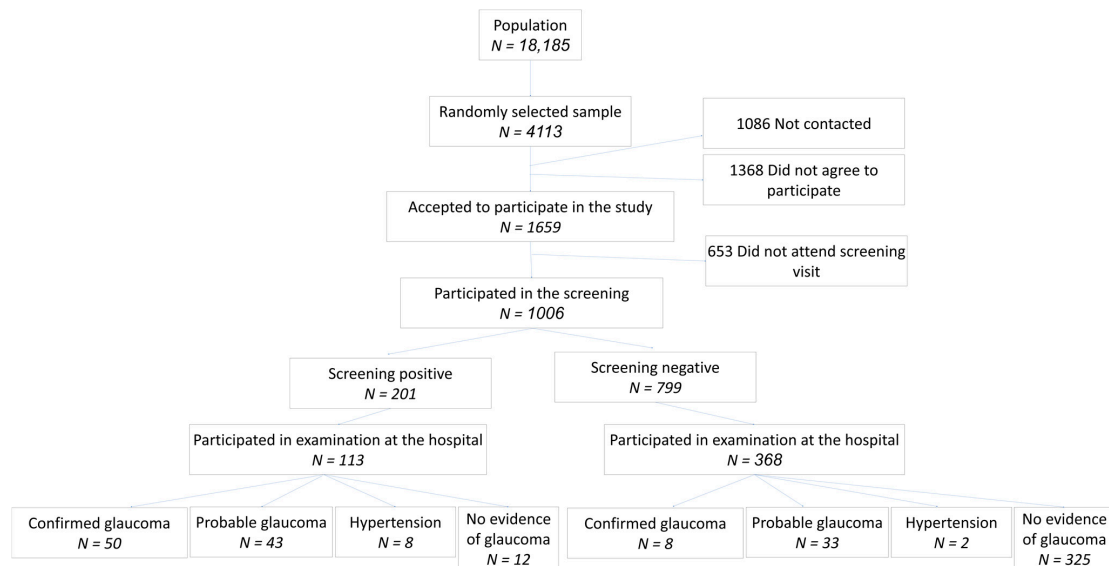 Population
N = 18,185
Randomly selected sample
N = 4113
1086 Not contacted
1368 Did not agree to
participate
Accepted to participate in the study
N = 1659
653 Did not attend screening
visit
Participated in the screening
N = 1006
Screening positive
N = 201
Screening negative
N = 799
Participated in examination at the hospital
N = 113
Participated in examination at the hospital
N = 368
Confirmed glaucoma
N = 50
Probable glaucoma
N = 43
Hypertension
N = 8
No evidence
of glaucoma
N = 12
Confirmed glaucoma
N = 8
Probable glaucoma
N = 33
Hypertension
N = 2
No evidence
of glaucoma
N = 325